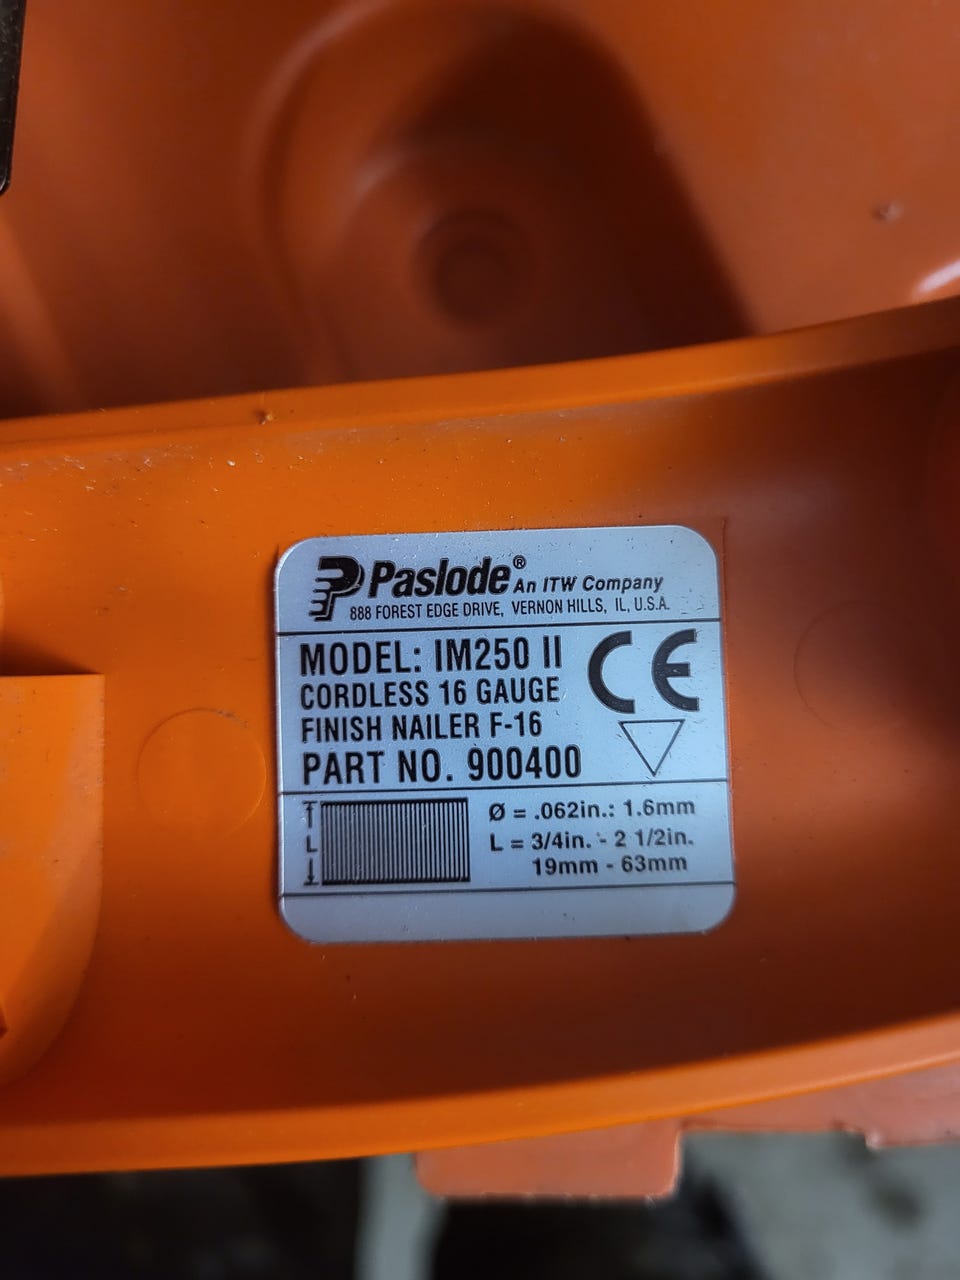 Paslode® An ITW Company
888 FOREST EDGE DRIVE, VERNON HILLS, IL, U.S.A.
MODEL: IM250 II
CORDLESS 16 GAUGE
FINISH NAILER F-16
PART NO. 900400
CE
L
Ø = .062in.: 1.6mm
L = 3/4in. - 2 1/2in.
19mm - 63mm